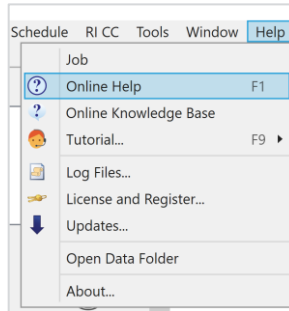 Schedule RI CC Tools Window Help
Job
Online Help F1
Online Knowledge Base
Tutorial... F9
Log Files...
License and Register...
Updates...
Open Data Folder
About...